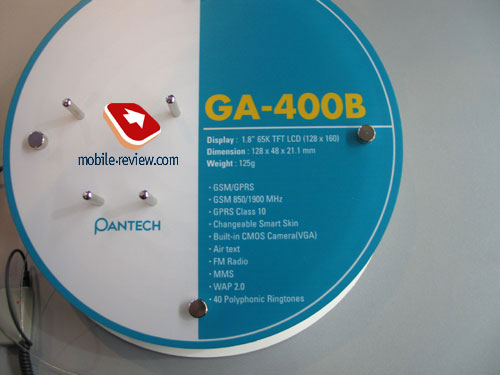 GA-400B
Display : 1.8" 65K TFT LCD (128 x 160)
Dimension : 128 x 48 x 21.1 mm
Weight : 125g
· GSM/GPRS
· GSM 850/1900 MHz
· GPRS Class 10
· Changeable Smart Skin
· Built-in CMOS Camera(VGA)
· Air text
· FM Radio
· MMS
· WAP 2.0
· 40 Polyphonic Ringtones
mobile-review.com
PANTECH